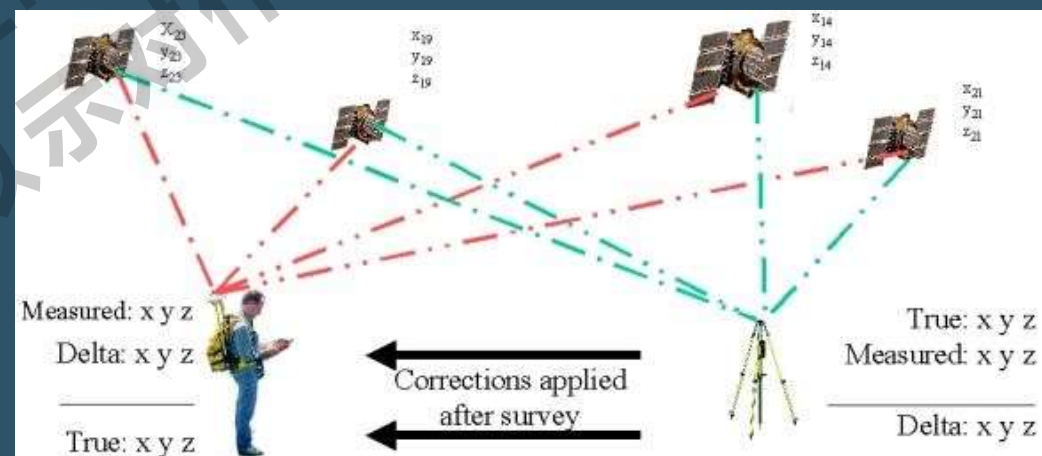 X₂₃
y₂₃
z₂₃
x₁₉
y₁₉
z₁₉
x₁₄
y₁₄
z₁₄
x₂₁
y₂₁
z₂₁
Measured: x y z
Delta: x y z
True: x y z
Corrections applied
after survey
True: x y z
Measured: x y z
Delta: x y z